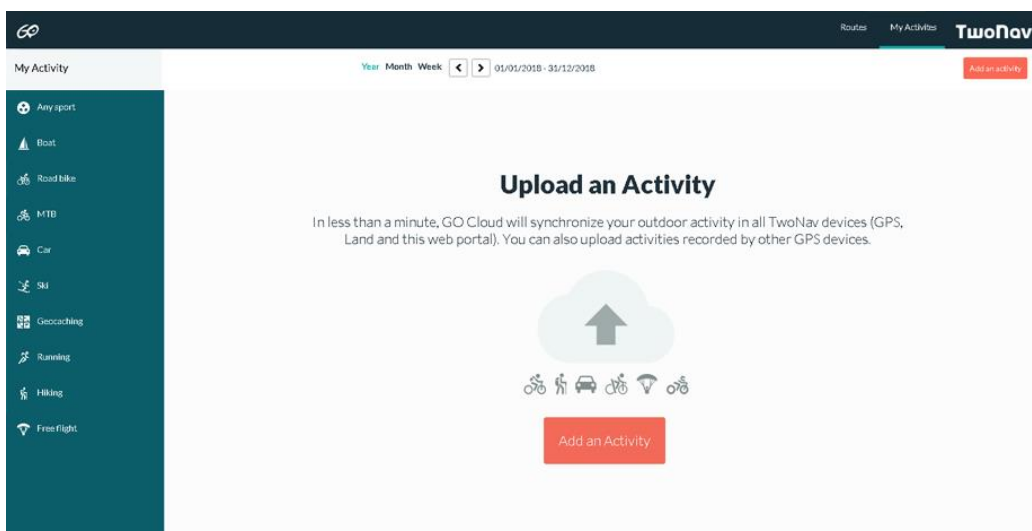 GO
Routes
My Activites
TwoNav
My Activity
Year Month Week 01/01/2018 - 31/12/2018
Add an activity
Any sport
Boat
Road bike
MTB
Car
Ski
Geocaching
Running
Hiking
Free flight
Upload an Activity
In less than a minute, GO Cloud will synchronize your outdoor activity in all TwoNav devices (GPS,
Land and this web portal). You can also upload activities recorded by other GPS devices.
Add an Activity